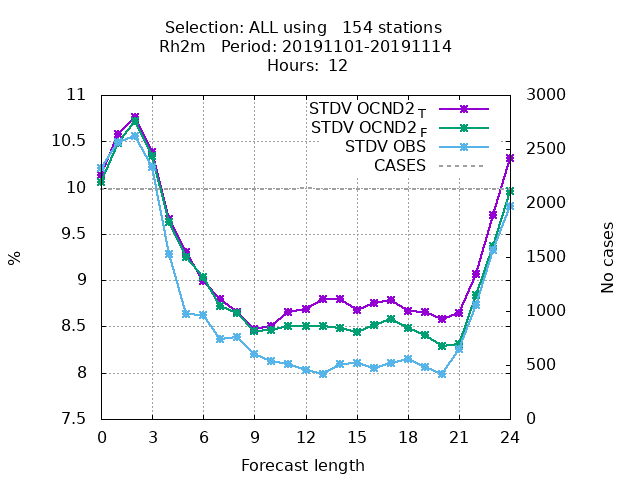 Selection: ALL using   154 stations
Rh2m   Period: 20191101-20191114
Hours: 12
11
10.5
10
9.5
9
8.5
8
7.5
%
3000
2500
2000
1500
1000
500
0
No cases
STDV OCND2 T
STDV OCND2 F
STDV OBS
CASES
0 3 6 9 12 15 18 21 24
Forecast length